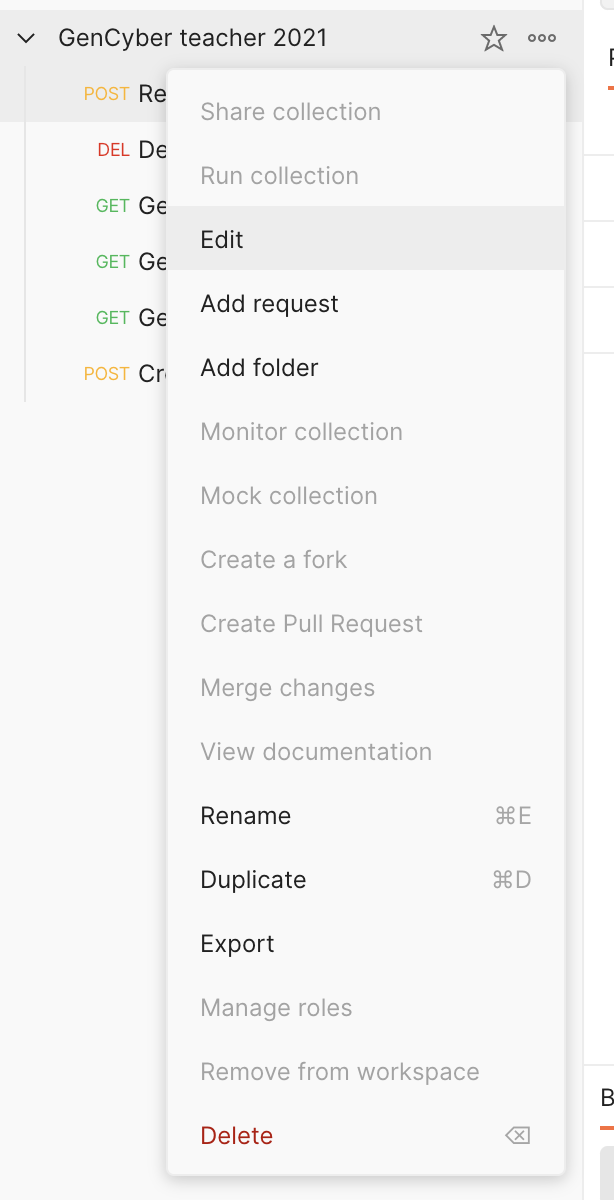 GenCyber teacher 2021
POST Re
DEL De
GET Ge
GET Ge
GET Ge
POST Cr
Share collection
Run collection
Edit
Add request
Add folder
Monitor collection
Mock collection
Create a fork
Create Pull Request
Merge changes
View documentation
Rename ⌘E
Duplicate ⌘D
Export
Manage roles
Remove from workspace
Delete ⌫
B